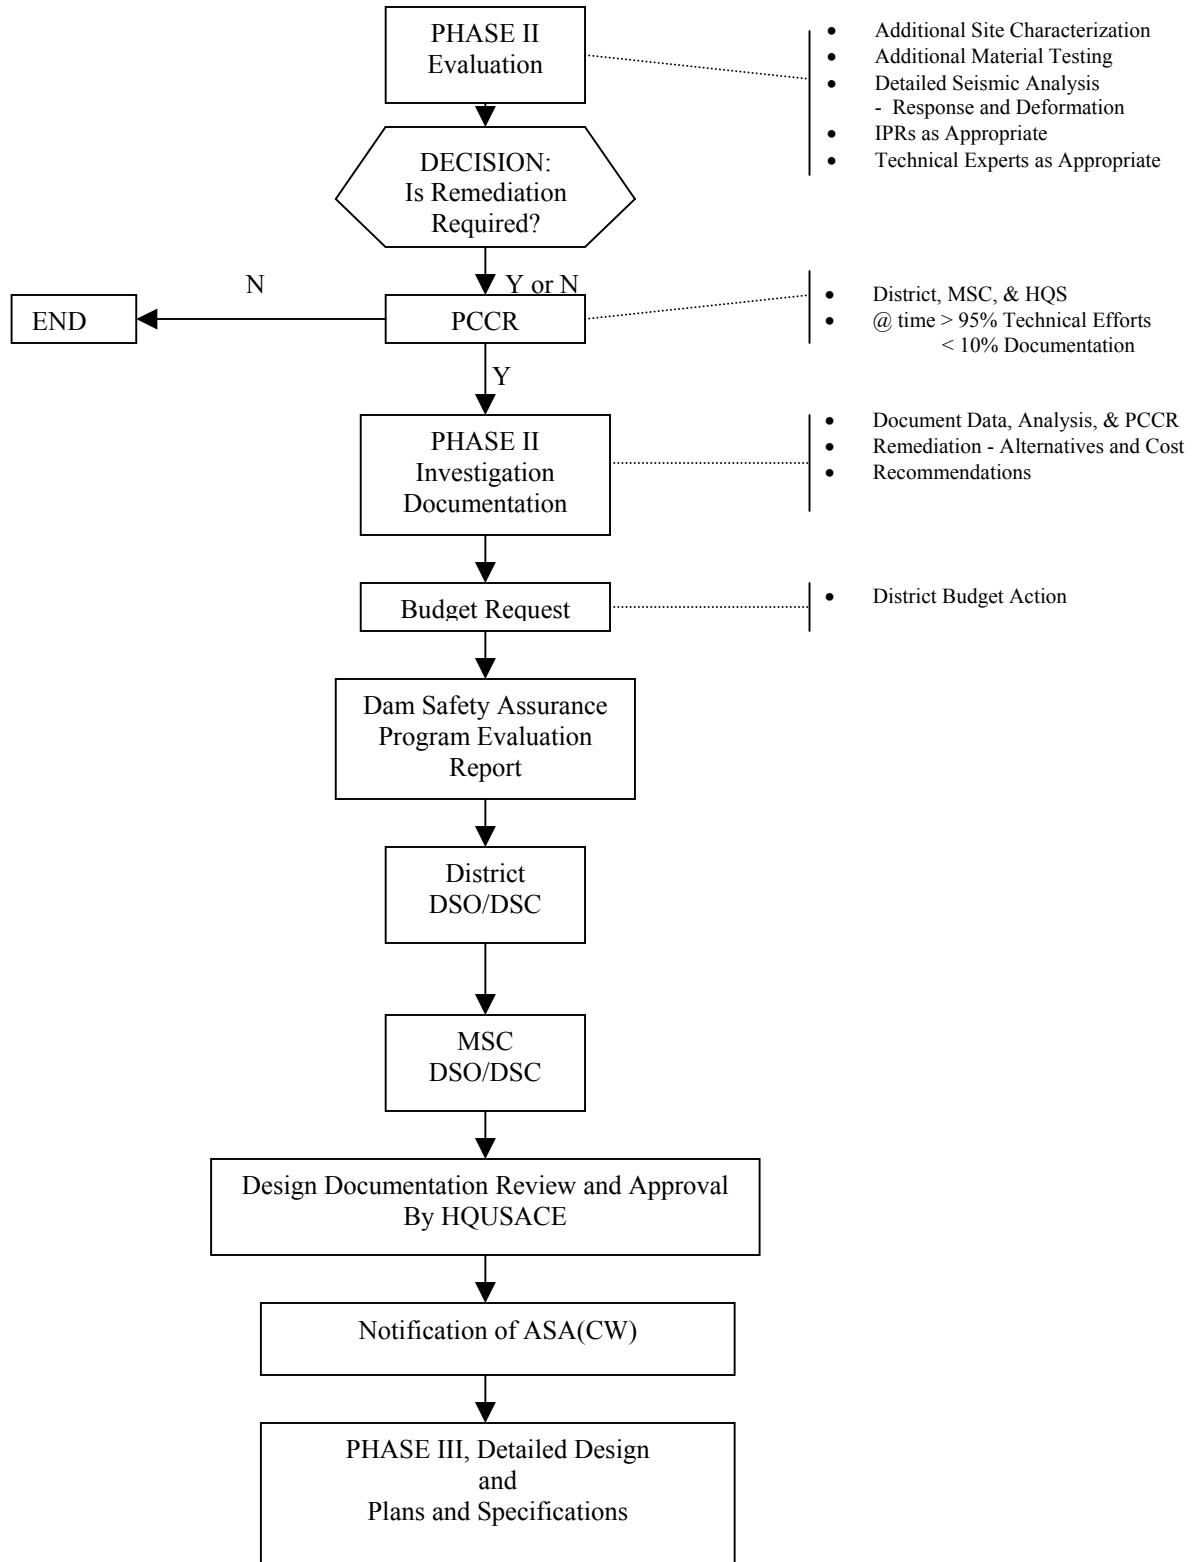 PHASE II
Evaluation
• Additional Site Characterization
• Additional Material Testing
• Detailed Seismic Analysis
- Response and Deformation
• IPRs as Appropriate
• Technical Experts as Appropriate
DECISION:
Is Remediation
Required?
N
Y or N
END
PCCR
• District, MSC, & HQS
• @ time > 95% Technical Efforts
< 10% Documentation
Y
PHASE II
Investigation
Documentation
• Document Data, Analysis, & PCCR
• Remediation - Alternatives and Cost
• Recommendations
Budget Request
• District Budget Action
Dam Safety Assurance
Program Evaluation
Report
District
DSO/DSC
MSC
DSO/DSC
Design Documentation Review and Approval
By HQUSACE
Notification of ASA(CW)
PHASE III, Detailed Design
and
Plans and Specifications